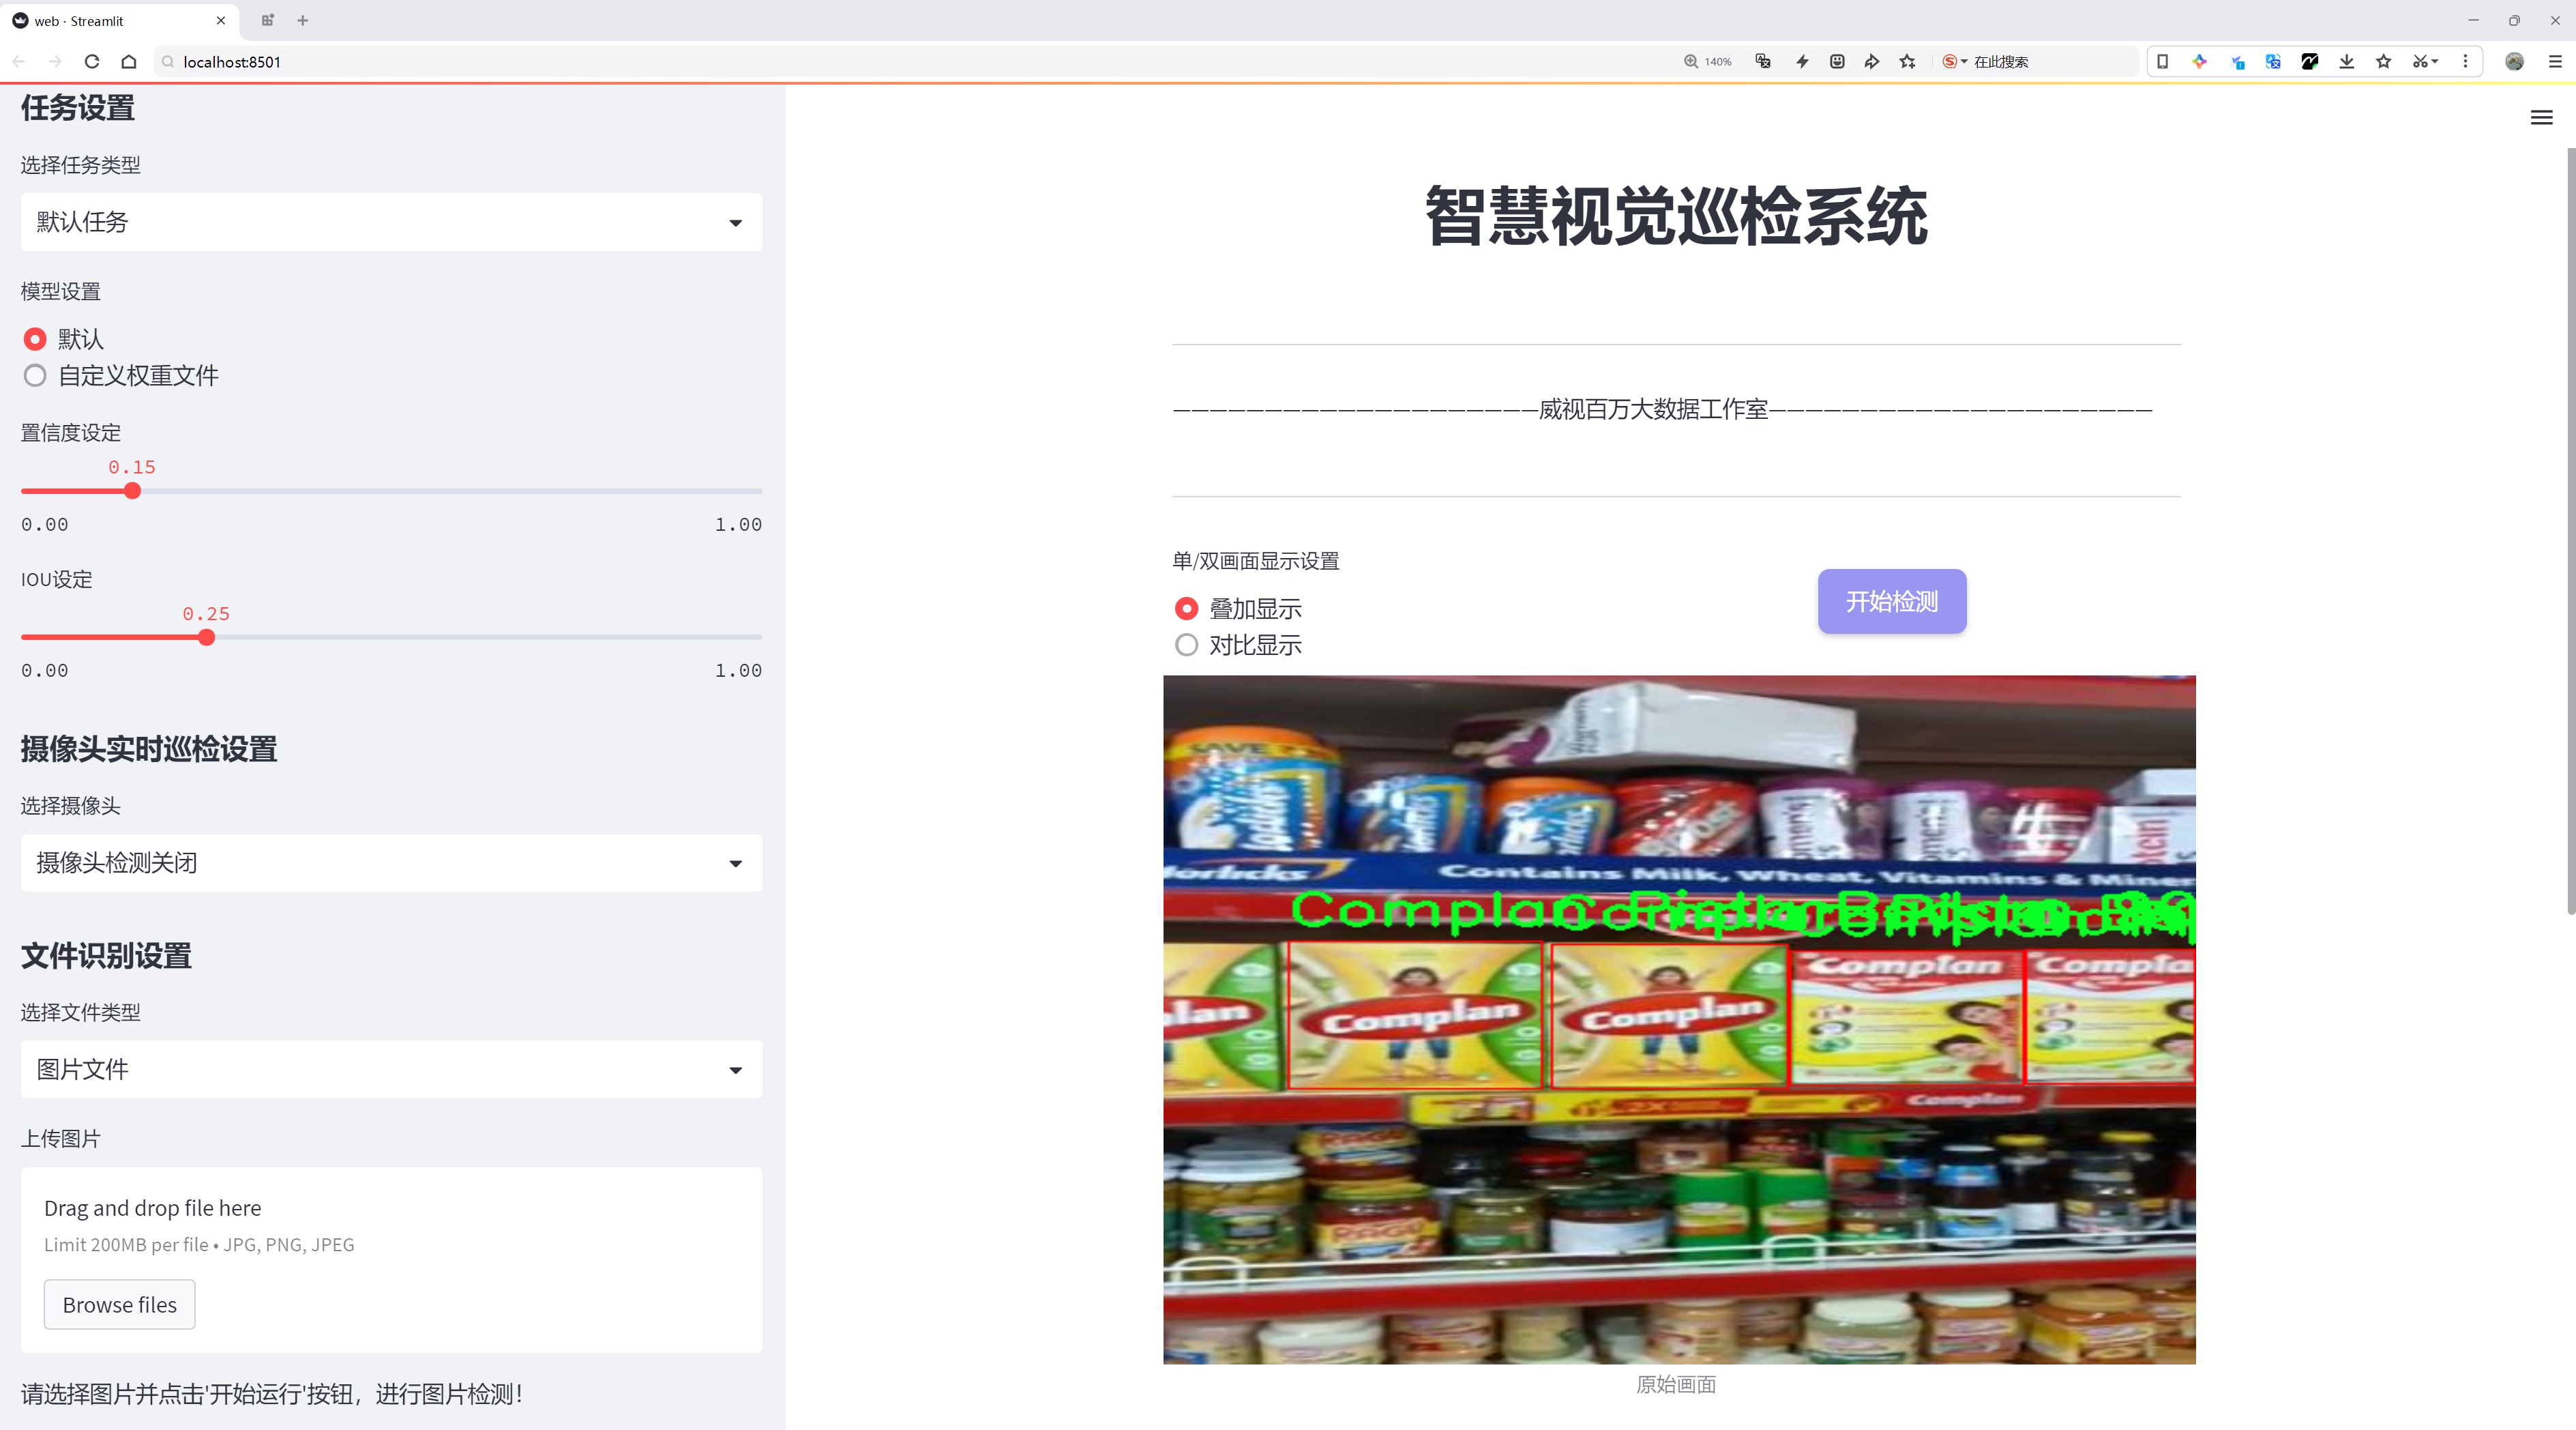 web · Streamlit
localhost:8501
140%
在此搜索
任务设置
选择任务类型
默认任务
模型设置
默认
自定义权重文件
置信度设定
0.15
0.00 1.00
IOU设定
0.25
0.00 1.00
摄像头实时巡检设置
选择摄像头
摄像头检测关闭
文件识别设置
选择文件类型
图片文件
上传图片
Drag and drop file here
Limit 200MB per file • JPG, PNG, JPEG
Browse files
请选择图片并点击'开始运行'按钮，进行图片检测！
智慧视觉巡检系统
————————————————————威视百万大数据工作室—————————————————————
单/双画面显示设置
叠加显示
对比显示
开始检测
SAVE
Horlicks Contains Milk, Wheat, Vitamins &
Complan
Complan
Complan
Complan
Complan
原始画面